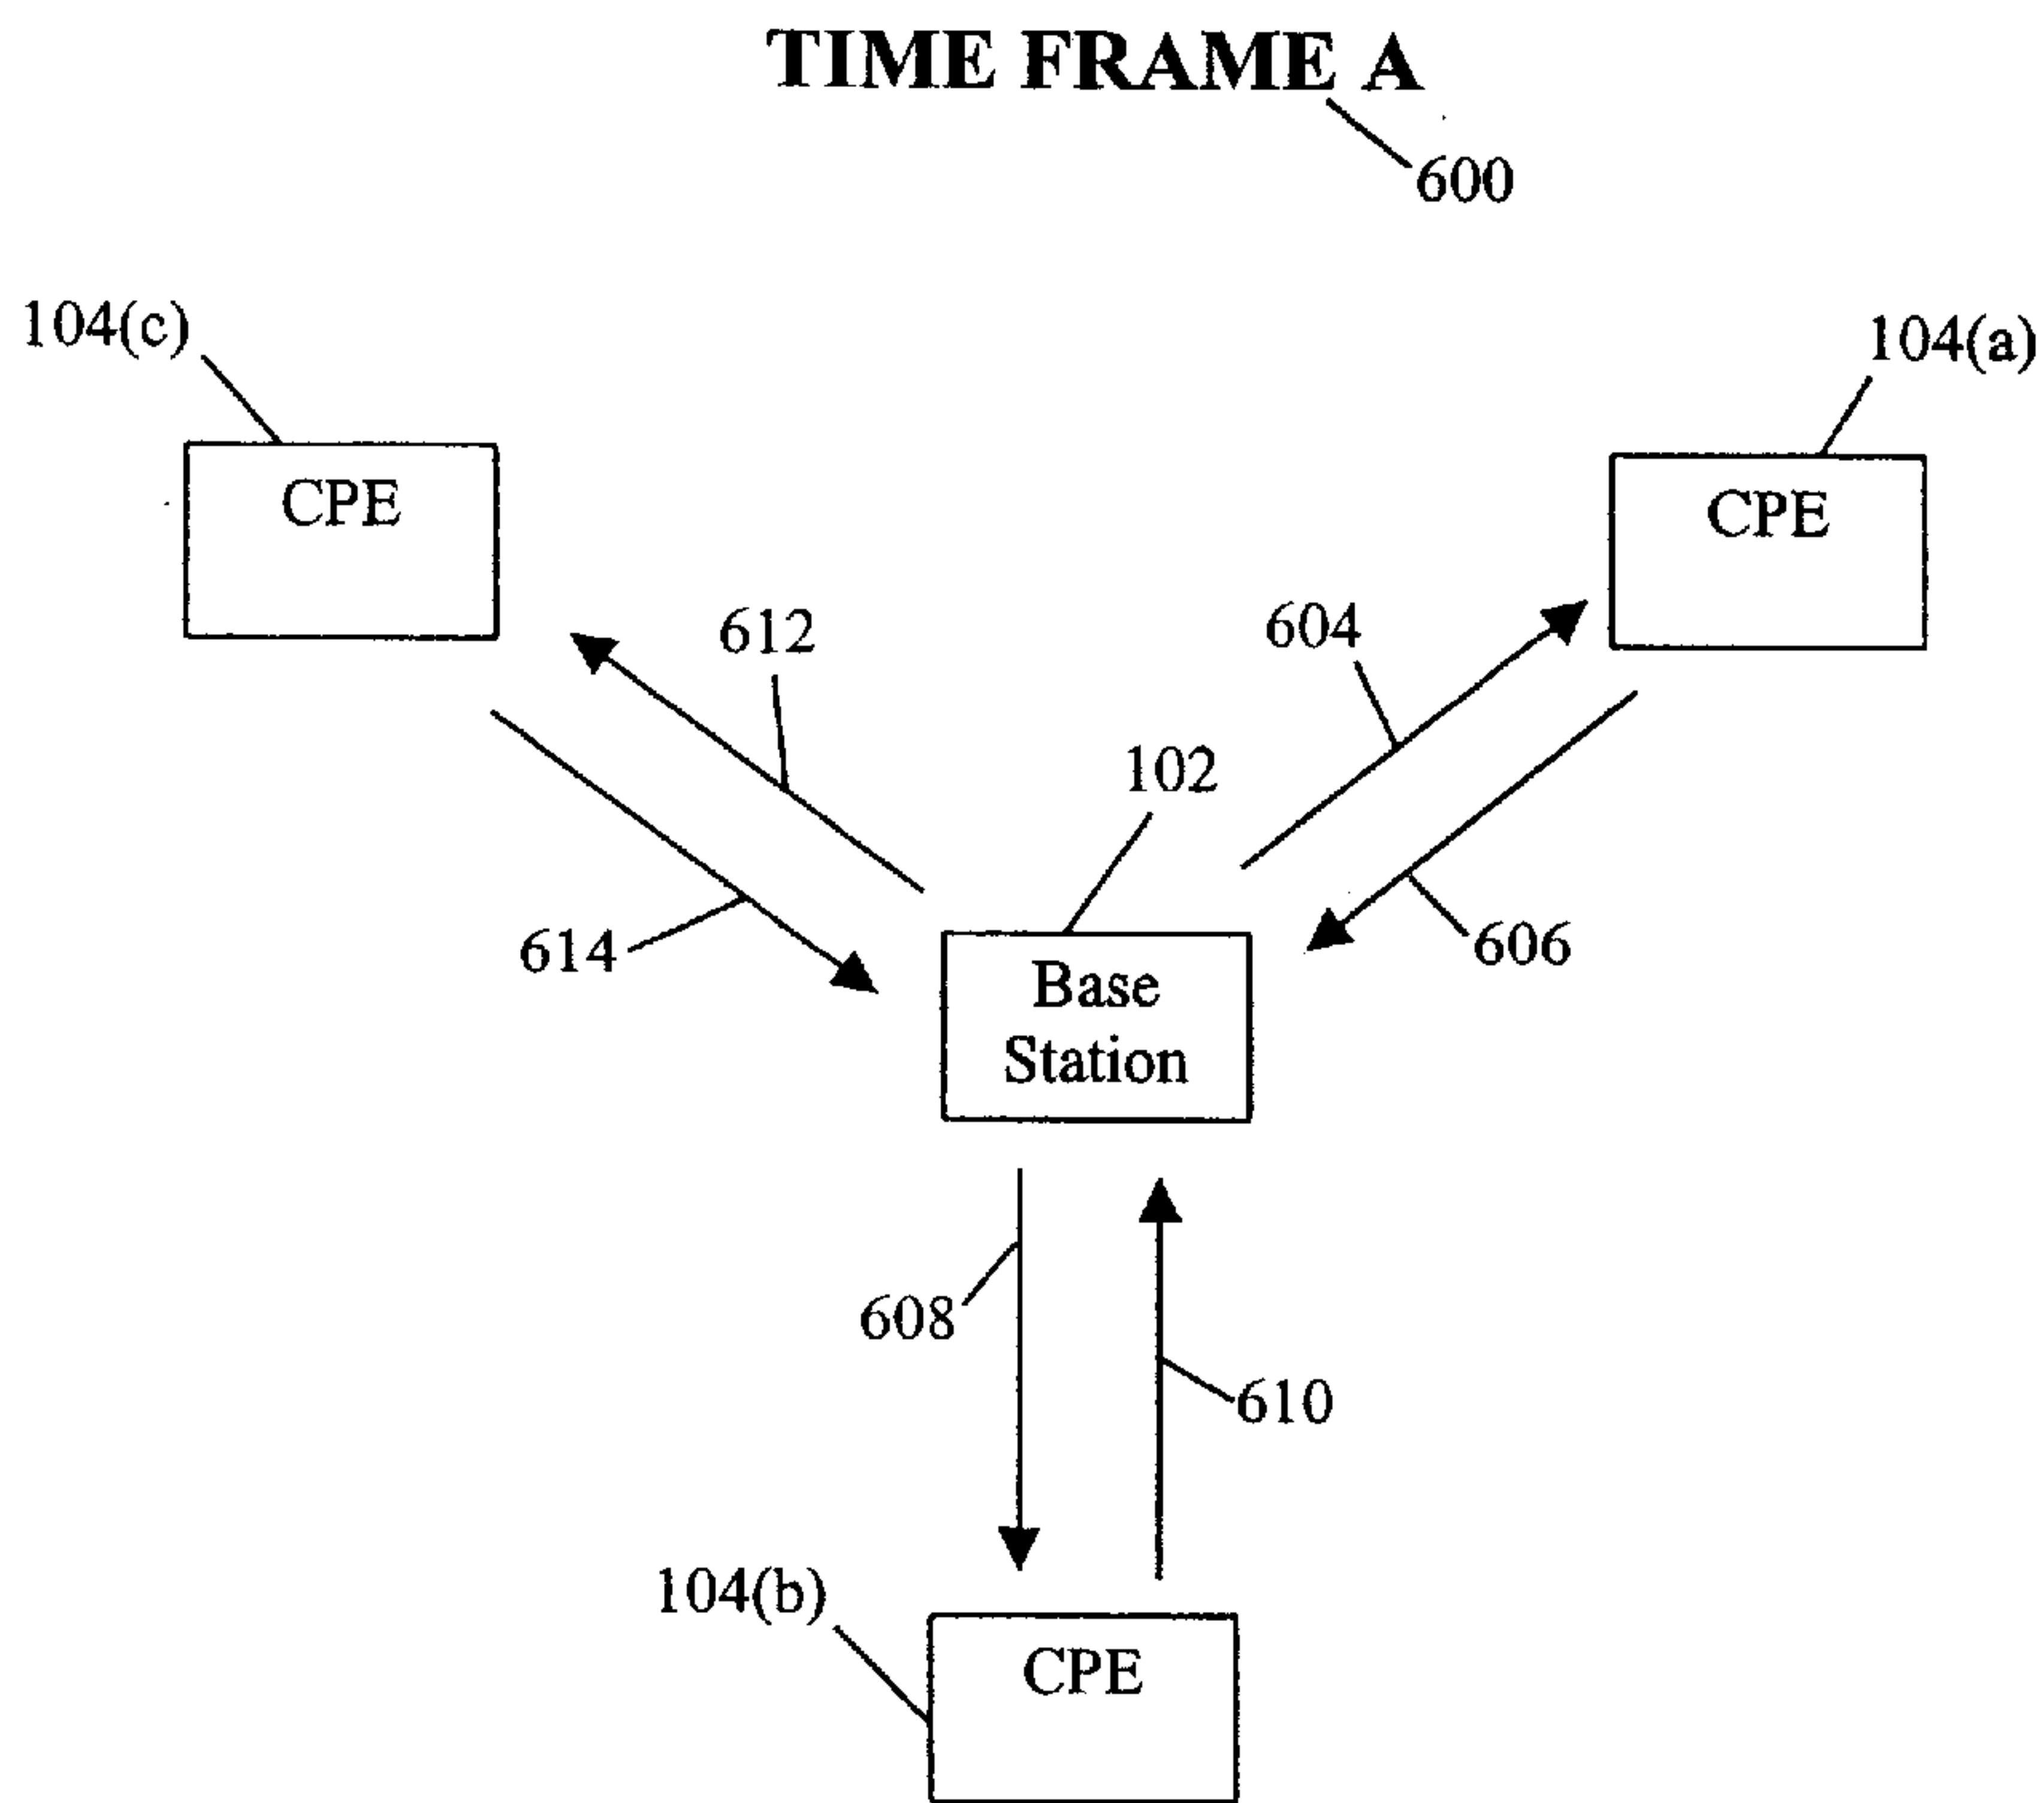 TIME FRAME A
600
104(c)
104(a)
CPE
CPE
612
604
102
614
606
Base
Station
608
610
104(b)
CPE